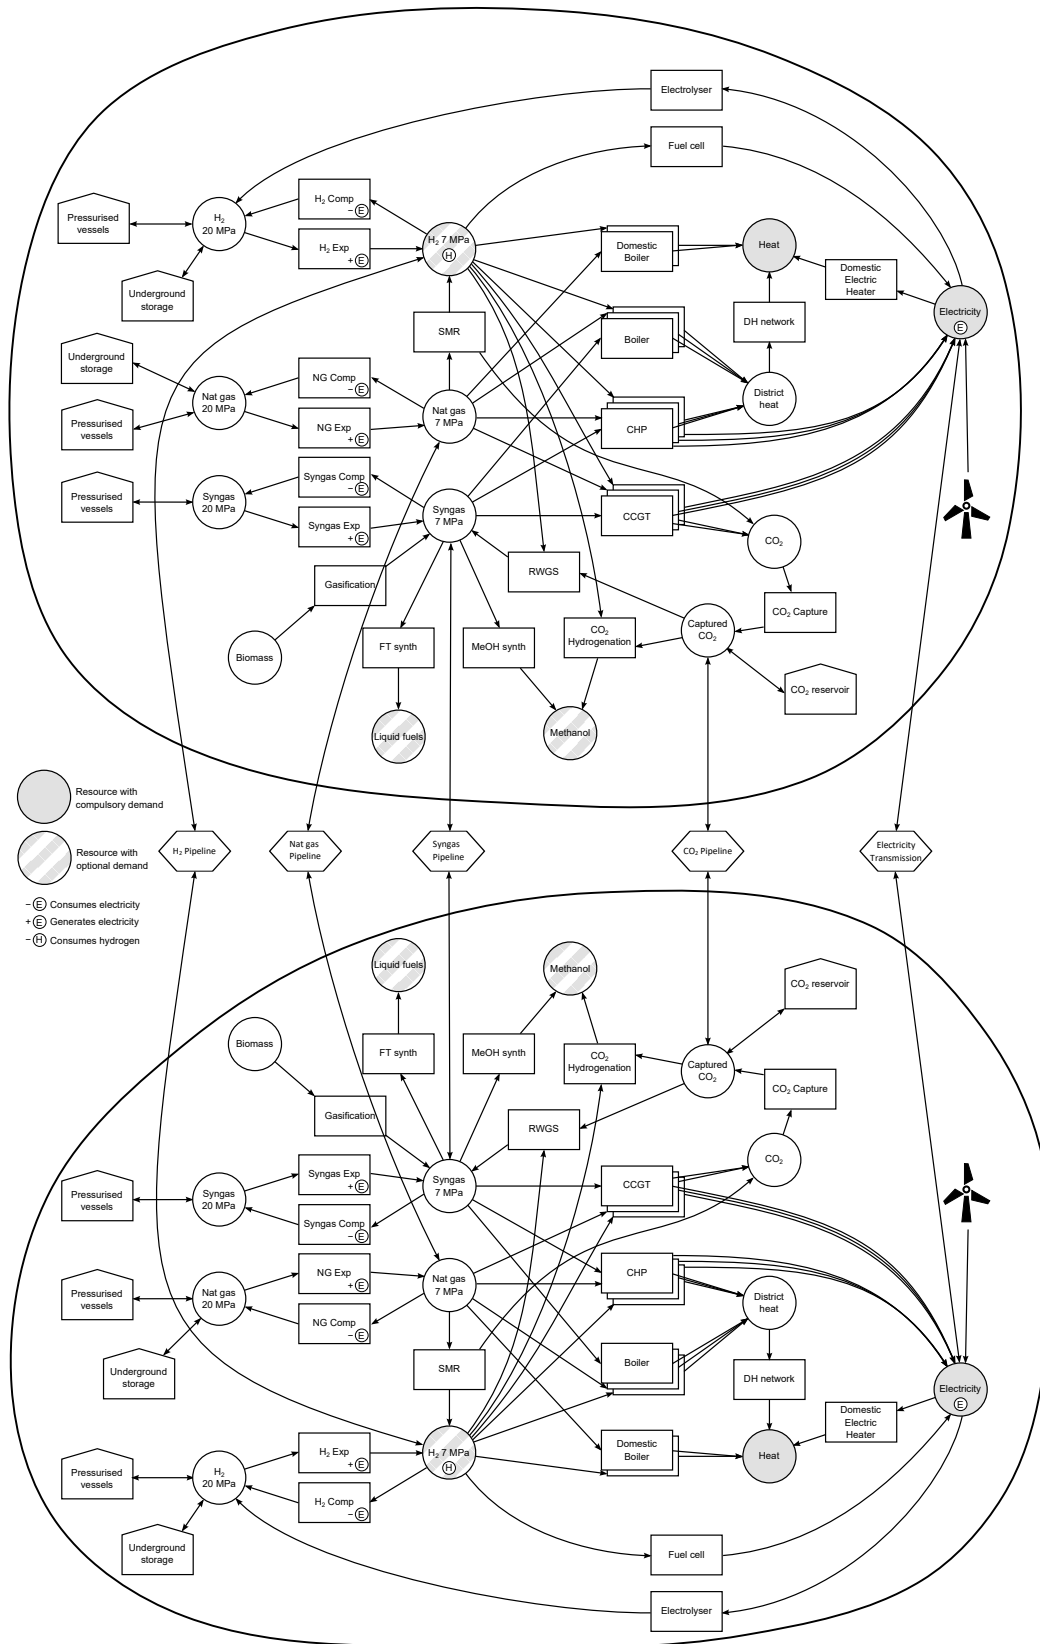 Electrolyser
Fuel cell
H₂ Comp
− E
Pressurised
vessels
H₂
20 MPa
H₂ Exp
+ E
H₂ 7 MPa
H
Domestic
Boiler
Heat
Domestic
Electric
Heater
Underground
storage
Electricity
E
SMR
Boiler
DH network
Underground
storage
NG Comp
− E
Nat gas
20 MPa
Nat gas
7 MPa
District
heat
Pressurised
vessels
NG Exp
+ E
CHP
Syngas Comp
− E
Pressurised
vessels
Syngas
20 MPa
Syngas
7 MPa
CCGT
Syngas Exp
+ E
CO₂
Gasification
RWGS
CO₂ Capture
Captured
CO₂
Biomass
FT synth
MeOH synth
CO₂
Hydrogenation
CO₂ reservoir
Liquid fuels
Methanol
Resource with
compulsory demand
Resource with
optional demand
− E Consumes electricity
+ E Generates electricity
− H Consumes hydrogen
H₂ Pipeline
Nat gas
Pipeline
Syngas
Pipeline
CO₂ Pipeline
Electricity
Transmission
Liquid fuels
Methanol
CO₂ reservoir
Biomass
FT synth
MeOH synth
CO₂
Hydrogenation
Captured
CO₂
CO₂ Capture
Gasification
RWGS
CO₂
Syngas Exp
+ E
Pressurised
vessels
Syngas
20 MPa
Syngas
7 MPa
CCGT
Syngas Comp
− E
NG Exp
+ E
CHP
Pressurised
vessels
Nat gas
20 MPa
Nat gas
7 MPa
District
heat
NG Comp
− E
Underground
storage
SMR
Boiler
DH network
Electricity
E
Domestic
Electric
Heater
H₂ Exp
+ E
H₂ 7 MPa
H
Domestic
Boiler
Heat
Pressurised
vessels
H₂
20 MPa
H₂ Comp
− E
Underground
storage
Fuel cell
Electrolyser